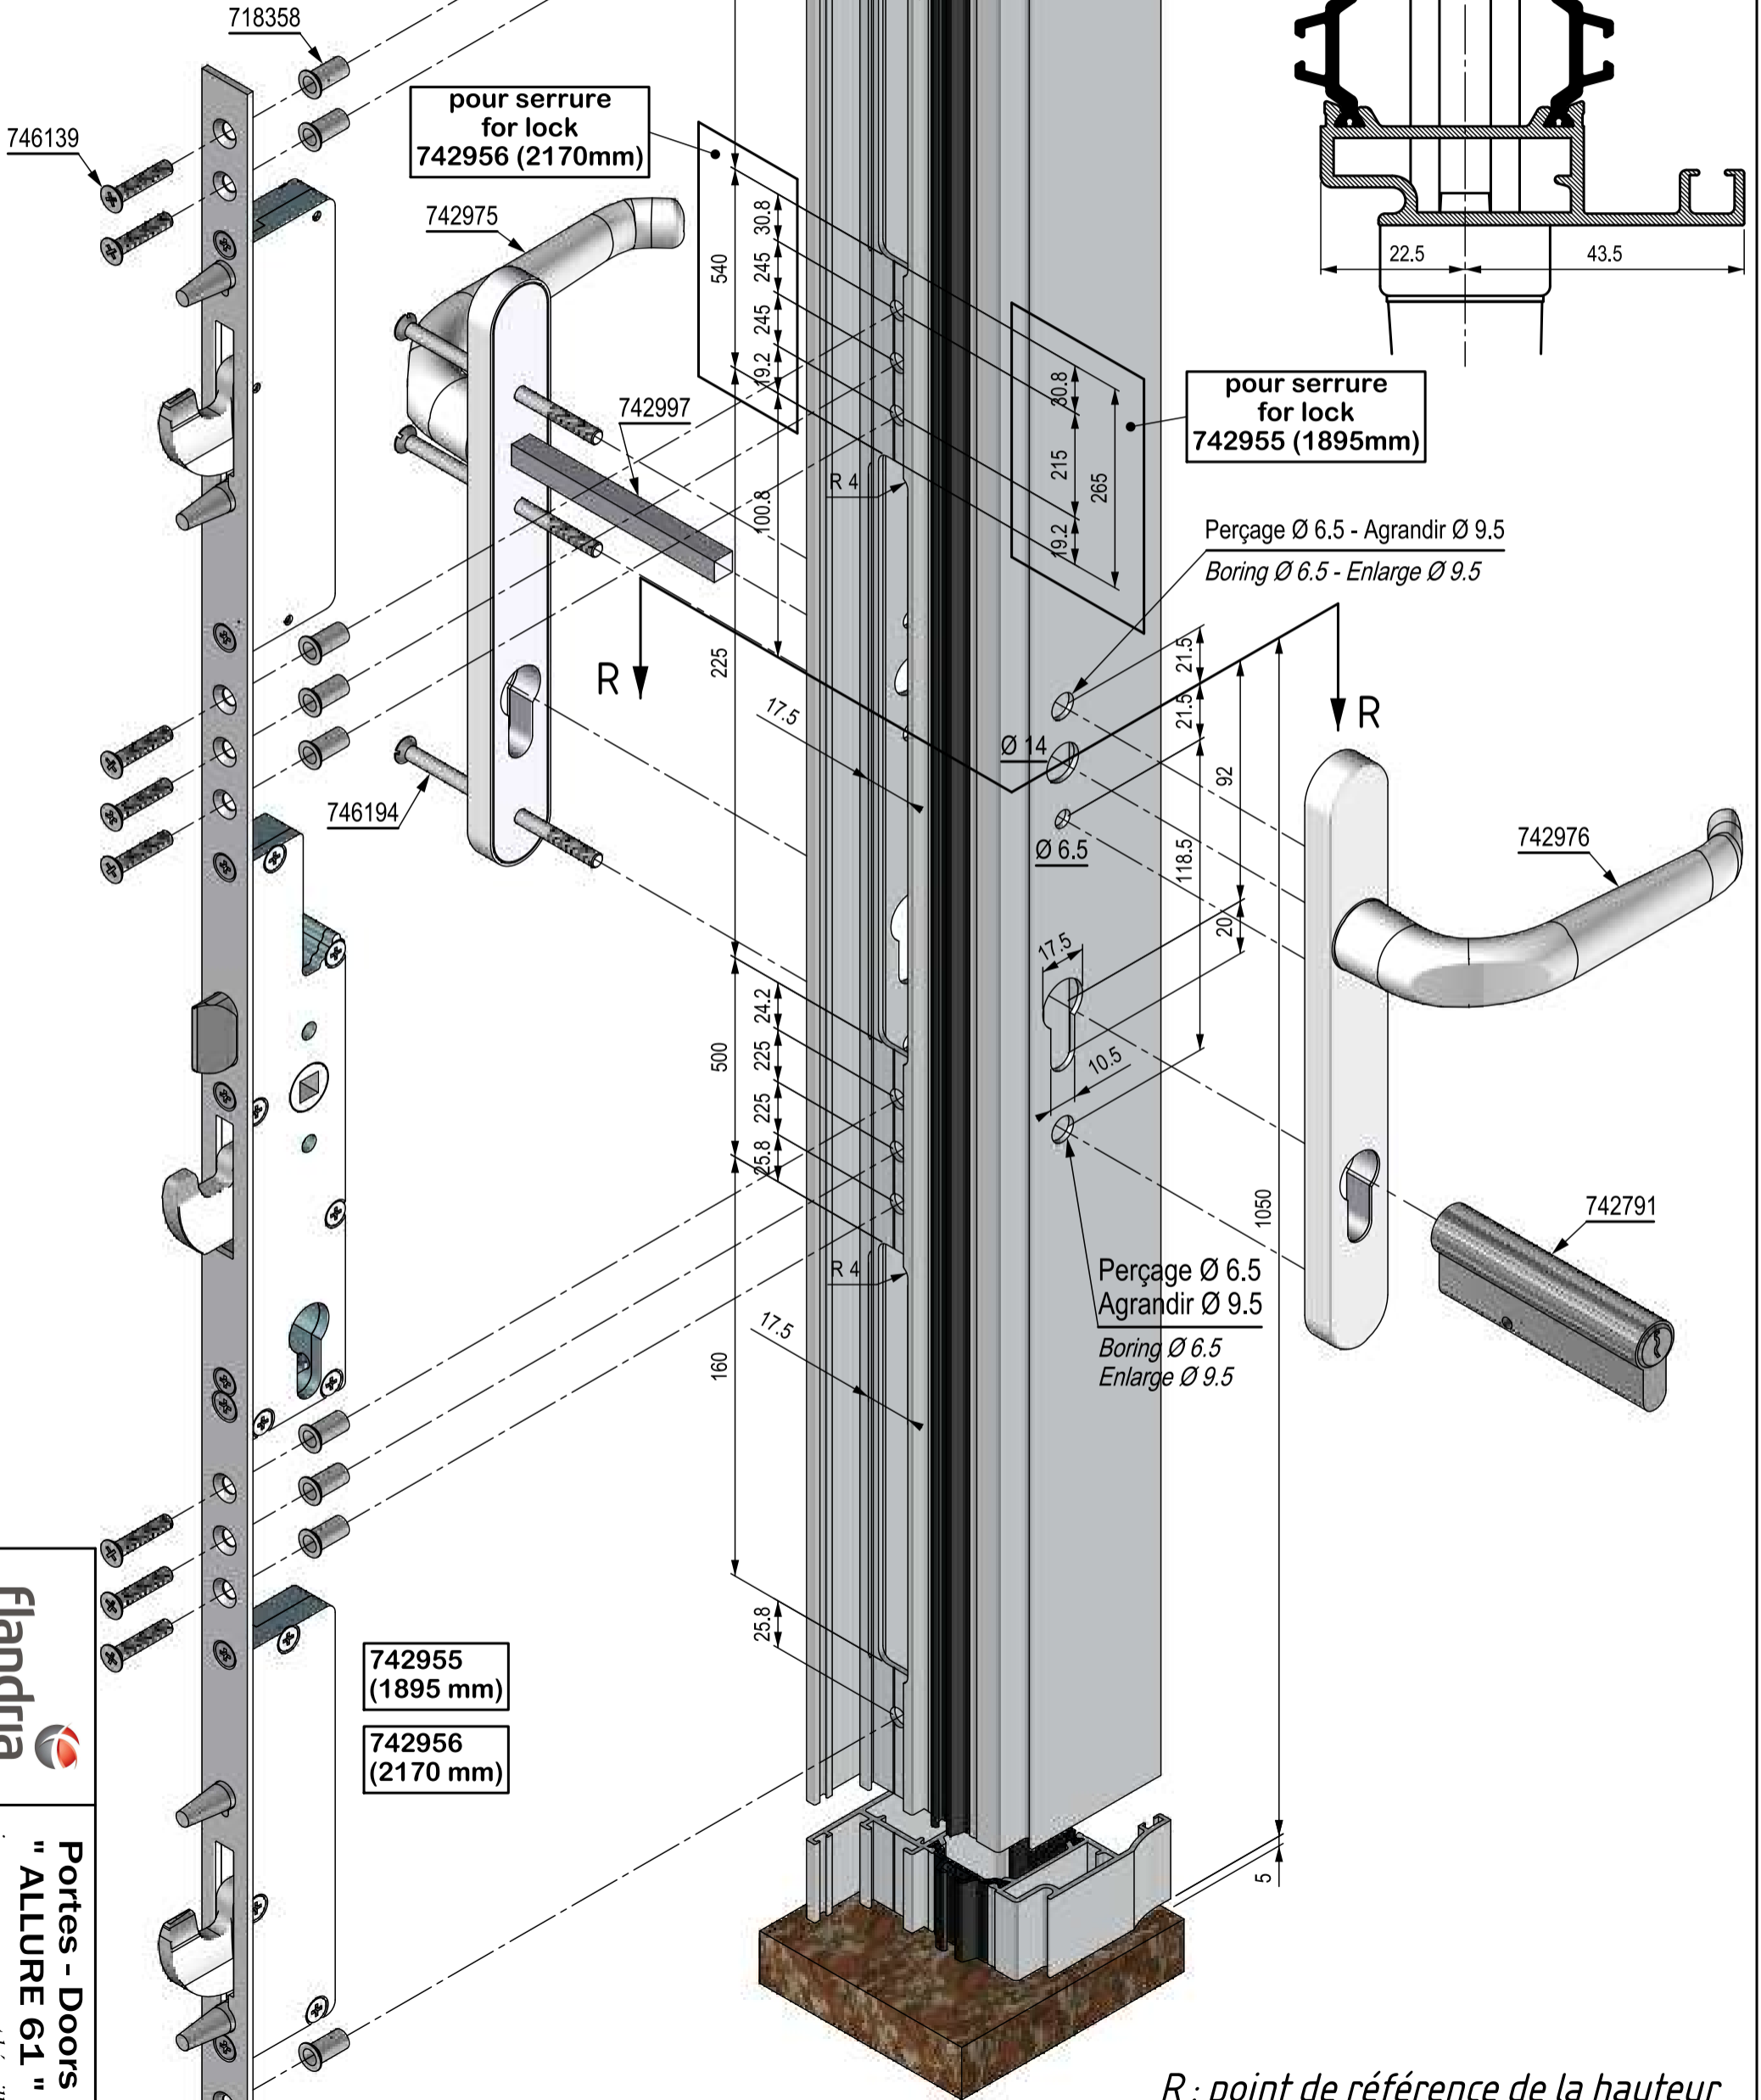 718358
746139
pour serrure
for lock
742956 (2170mm)
742975
30.8
540
245
245
19.2
742997
100.8
R 4
22.5
43.5
pour serrure
for lock
742955 (1895mm)
30.8
215
265
19.2
Perçage Ø 6.5 - Agrandir Ø 9.5
Boring Ø 6.5 - Enlarge Ø 9.5
R
225
17.5
21.5
21.5
R
Ø 14
92
746194
Ø 6.5
118.5
742976
20
17.5
24.2
225
500
225
25.8
10.5
1050
742791
R 4
Perçage Ø 6.5
Agrandir Ø 9.5
Boring Ø 6.5
Enlarge Ø 9.5
17.5
160
25.8
742955
(1895 mm)
742956
(2170 mm)
flandria
Portes - Doors
" ALLURE 61 "
5
R : point de référence de la hauteur